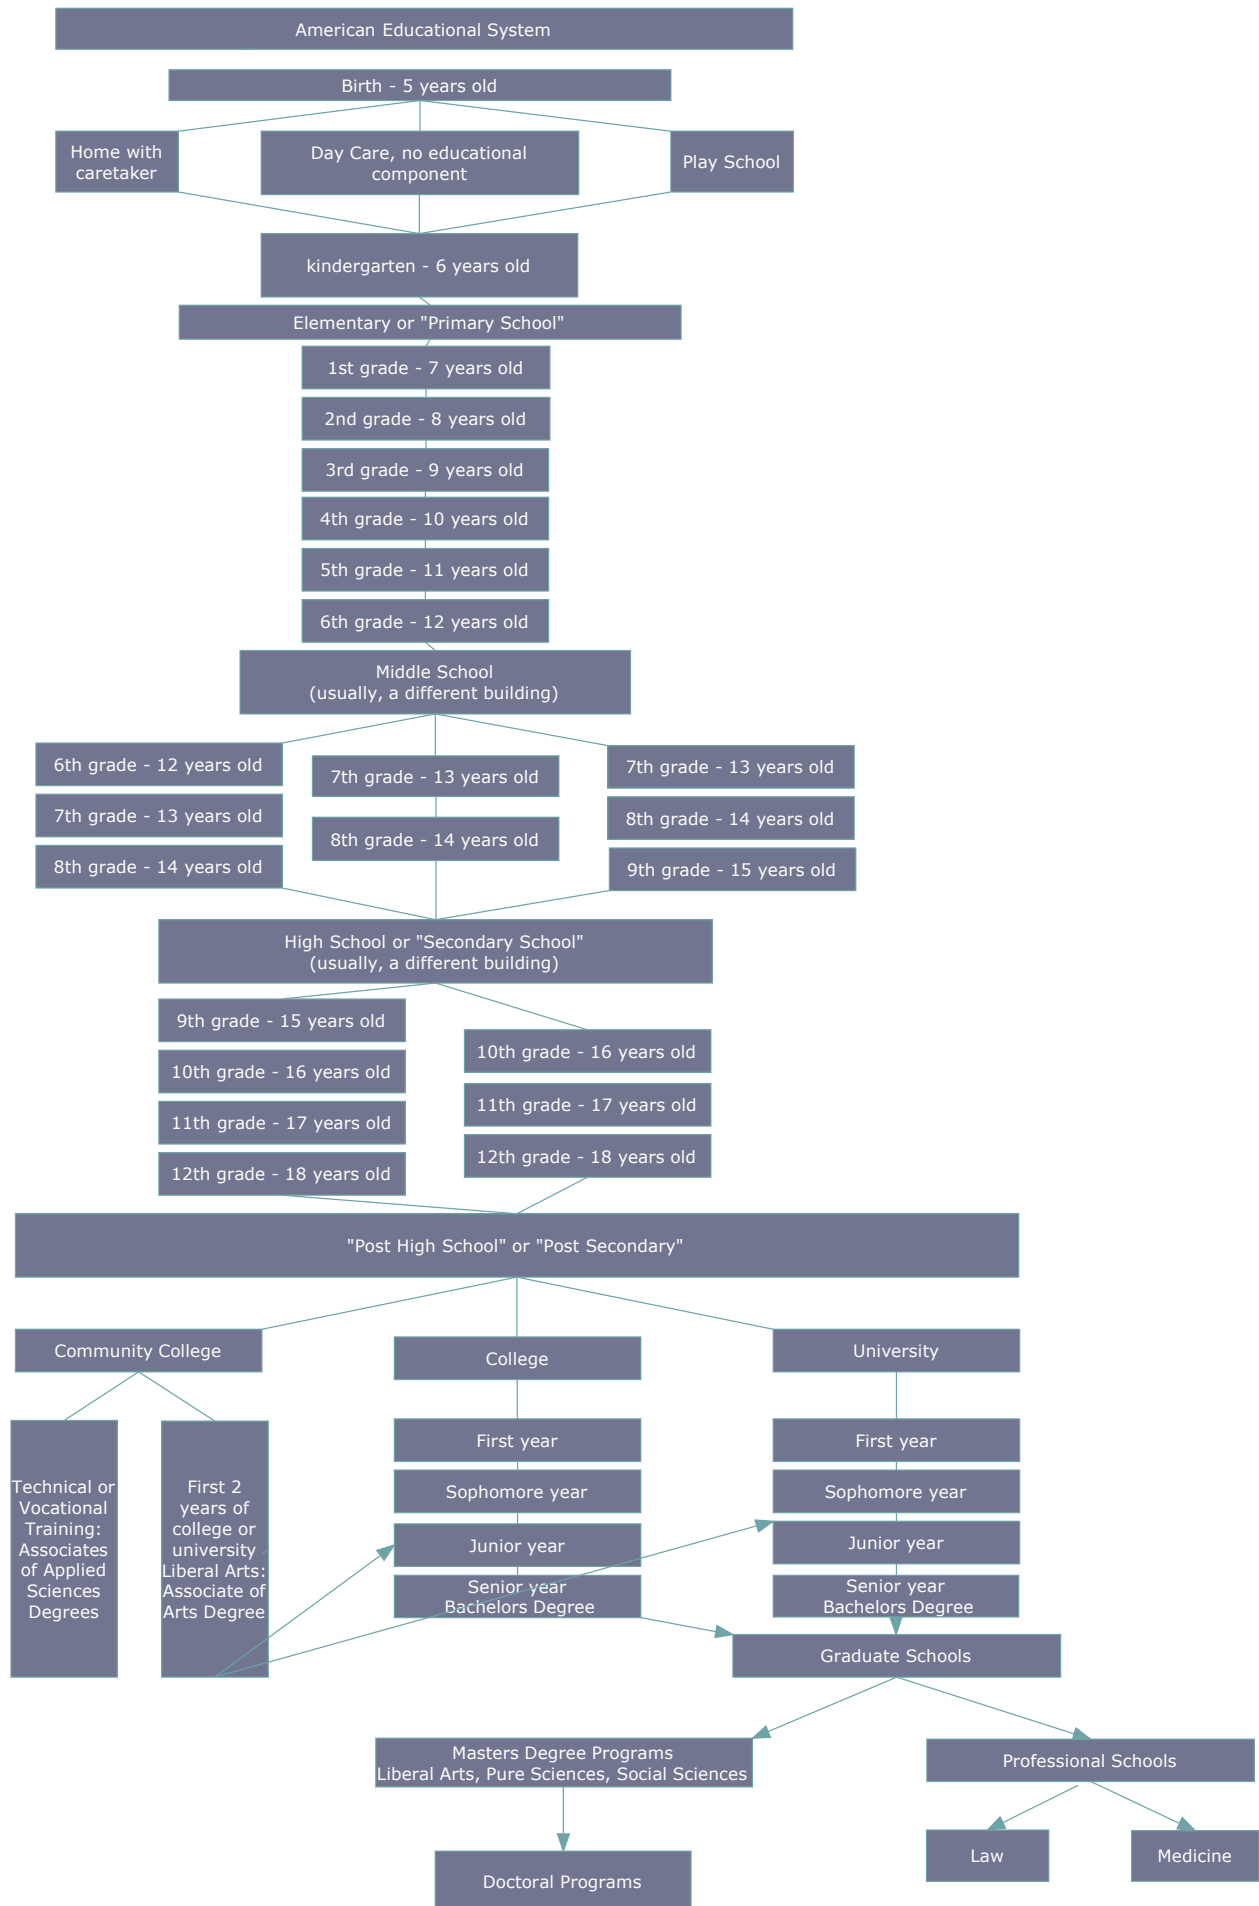 American Educational System
Birth - 5 years old
Home with
caretaker
Day Care, no educational
component
Play School
kindergarten - 6 years old
Elementary or "Primary School"
1st grade - 7 years old
2nd grade - 8 years old
3rd grade - 9 years old
4th grade - 10 years old
5th grade - 11 years old
6th grade - 12 years old
Middle School
(usually, a different building)
6th grade - 12 years old
7th grade - 13 years old
8th grade - 14 years old
7th grade - 13 years old
8th grade - 14 years old
7th grade - 13 years old
8th grade - 14 years old
9th grade - 15 years old
High School or "Secondary School"
(usually, a different building)
9th grade - 15 years old
10th grade - 16 years old
11th grade - 17 years old
12th grade - 18 years old
10th grade - 16 years old
11th grade - 17 years old
12th grade - 18 years old
"Post High School" or "Post Secondary"
Community College
Technical or
Vocational
Training:
Associates
of Applied
Sciences
Degrees
First 2
years of
college or
university
Liberal Arts:
Associate of
Arts Degree
College
First year
Sophomore year
Junior year
Senior year
Bachelors Degree
University
First year
Sophomore year
Junior year
Senior year
Bachelors Degree
Graduate Schools
Masters Degree Programs
Liberal Arts, Pure Sciences, Social Sciences
Doctoral Programs
Professional Schools
Law
Medicine